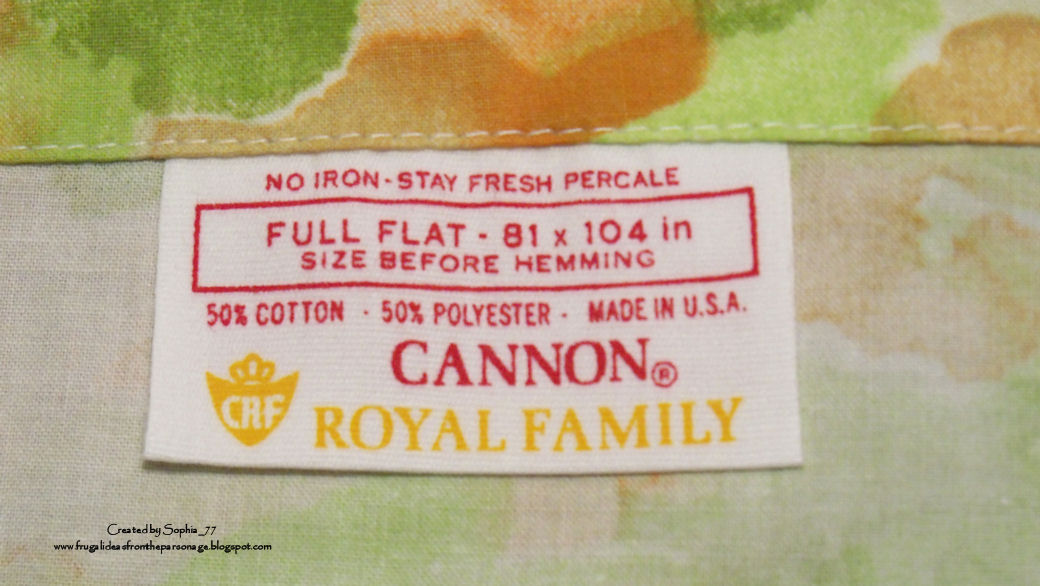 NO IRON-STAY FRESH PERCALE
FULL FLAT - 81 x 104 in
SIZE BEFORE HEMMING
50% COTTON · 50% POLYESTER · MADE IN U.S.A.
CANNON®
CRF
ROYAL FAMILY
Created by Sophia_77
www.frugalideasfromtheparsonage.blogspot.com